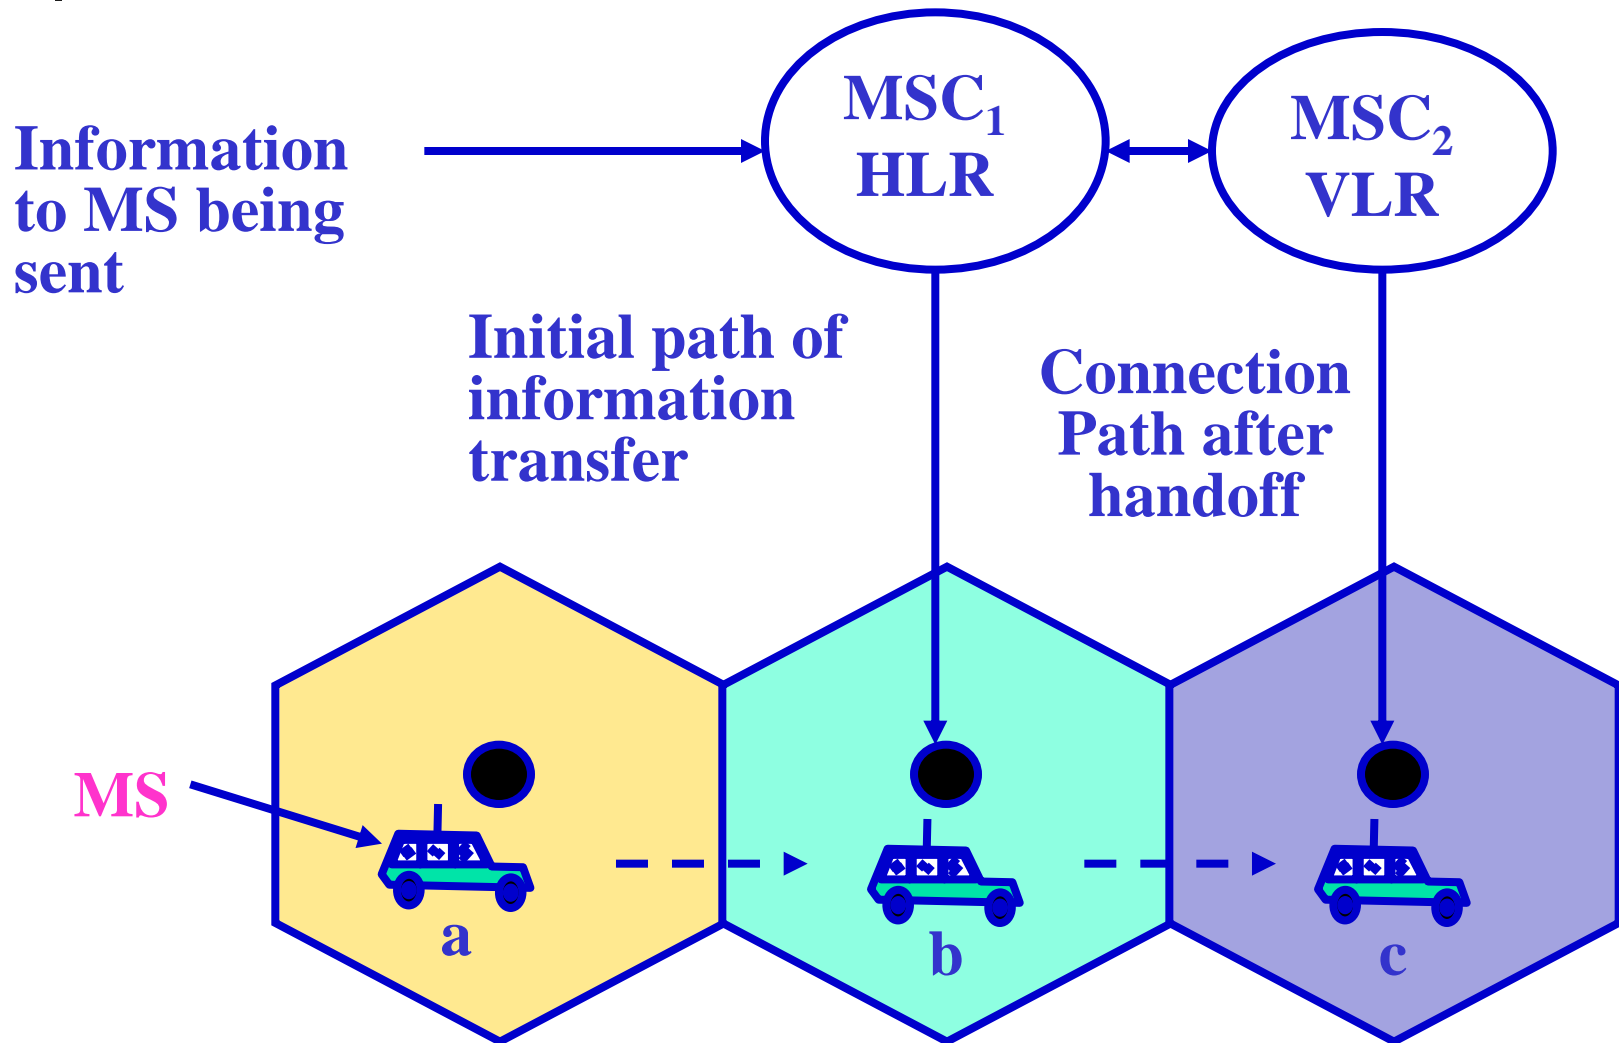 Information
to MS being
sent
MSC₁
HLR
MSC₂
VLR
Initial path of
information
transfer
Connection
Path after
handoff
MS
a
b
c